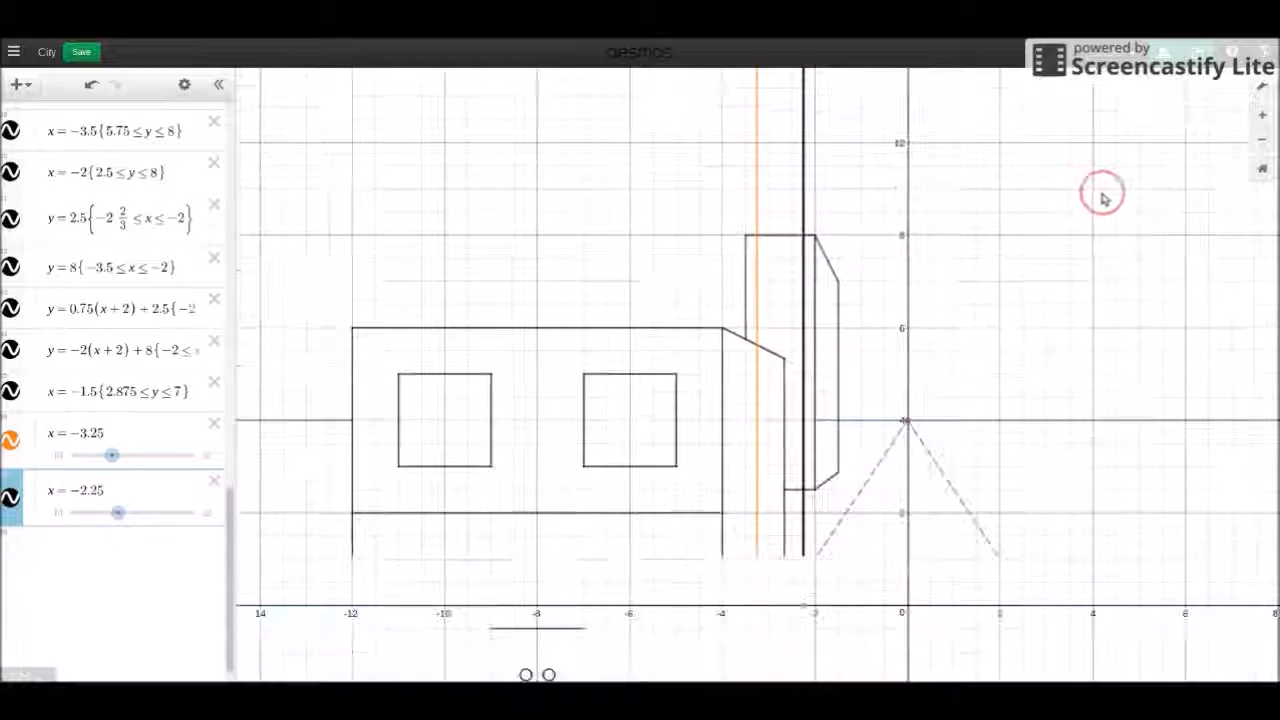 City
Save
desmos
powered by
Screencastify Lite
x = −3.5{5.75 ≤ y ≤ 8}
x = −2{2.5 ≤ y ≤ 8}
y = 2.5{−2 2/3 ≤ x ≤ −2}
y = 8{−3.5 ≤ x ≤ −2}
y = 0.75(x + 2) + 2.5{−2
y = −2(x + 2) + 8{−2 ≤ x
x = −1.5{2.875 ≤ y ≤ 7}
x = −3.25
x = −2.25
12
8
6
14
-12
-10
-8
-6
-4
0
4
6
8